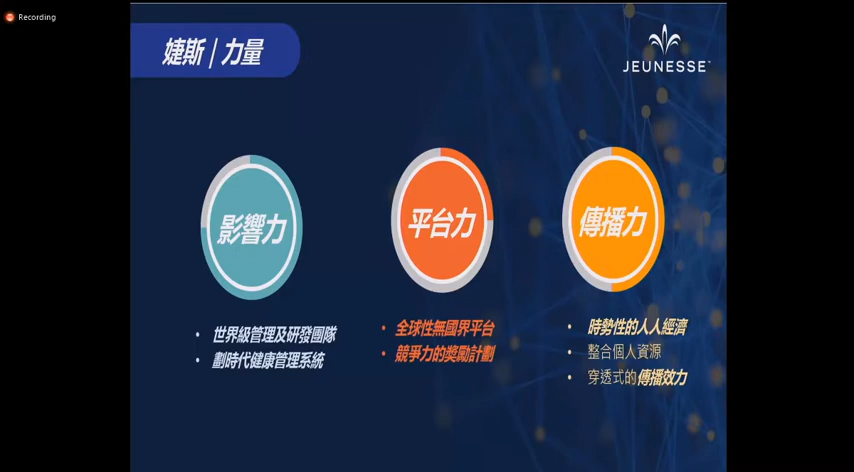 Recording
婕斯 / 力量
JEUNESSE™
影響力
平台力
傳播力
• 世界級管理及研發團隊
• 劃時代健康管理系統
• 全球性無國界平台
• 競爭力的奬勵計劃
• 時勢性的人人經濟
• 整合個人資源
• 穿透式的傳播效力